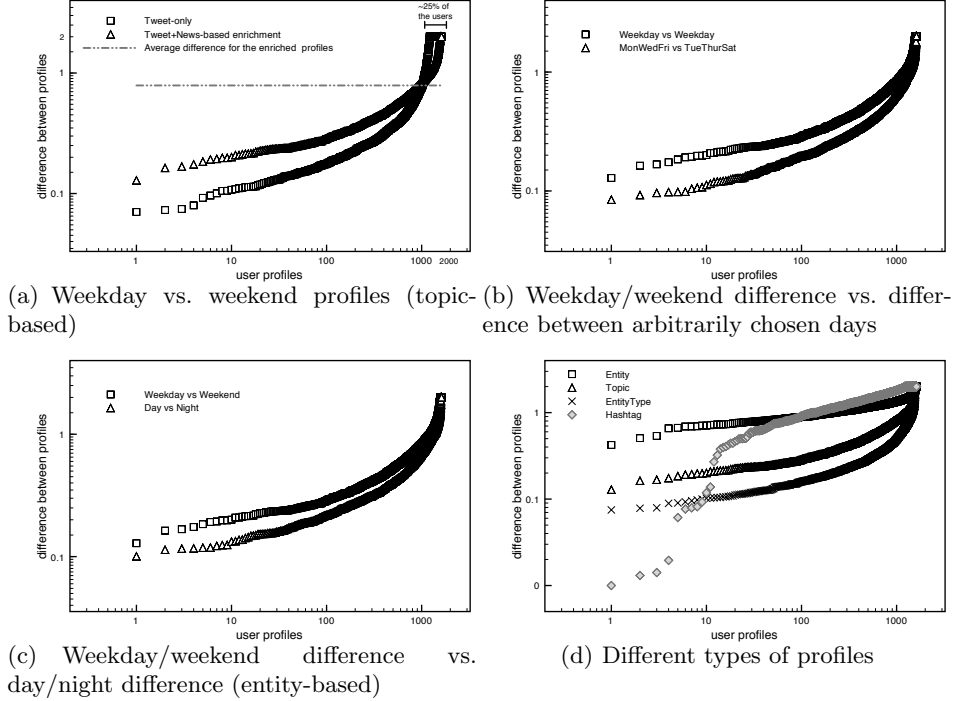 ~25% of
the users
Tweet-only
Tweet+News-based enrichment
Average difference for the enriched profiles
2
1
0.1
difference between profiles
1
10
100
1000
2000
user profiles
(a) Weekday vs. weekend profiles (topic-
based)
Weekday vs Weekday
MonWedFri vs TueThurSat
1
0.1
difference between profiles
1
10
100
1000
user profiles
(b) Weekday/weekend difference vs. differ-
ence between arbitrarily chosen days
Weekday vs Weekend
Day vs Night
1
0.1
difference between profiles
1
10
100
1000
user profiles
(c) Weekday/weekend difference vs.
day/night difference (entity-based)
Entity
Topic
EntityType
Hashtag
1
0.1
0
difference between profiles
1
10
100
1000
user profiles
(d) Different types of profiles